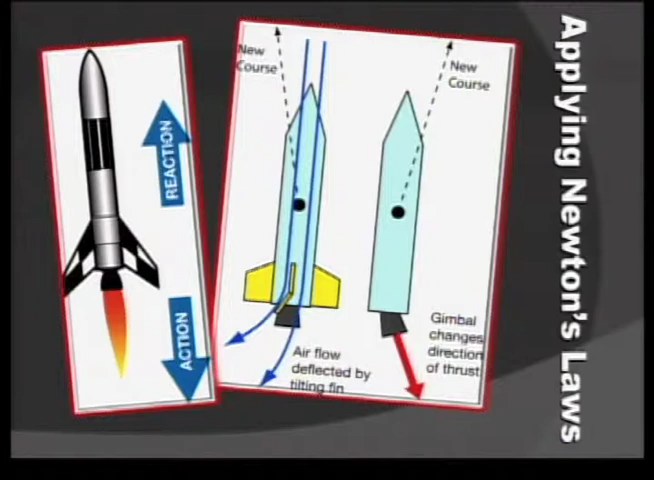 Applying Newton's Laws
REACTION
ACTION
New
Course
New
Course
Air flow
deflected by
tilting fin
Gimbal
changes
direction
of thrust